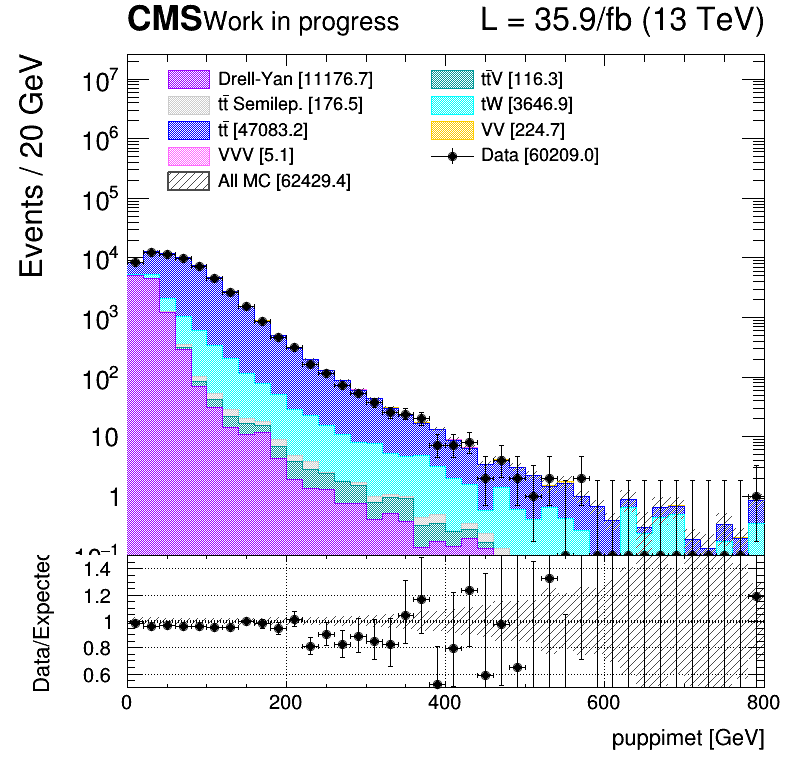 CMS Work in progress L = 35.9/fb (13 TeV)
Events / 20 GeV
Drell-Yan [11176.7] tt̄V [116.3]
tt̄ Semilep. [176.5] tW [3646.9]
tt̄ [47083.2] VV [224.7]
VVV [5.1] Data [60209.0]
All MC [62429.4]
10⁷
10⁶
10⁵
10⁴
10³
10²
10
1
10⁻¹
Data/Expected
1.4
1.2
1
0.8
0.6
0 200 400 600 800
puppimet [GeV]